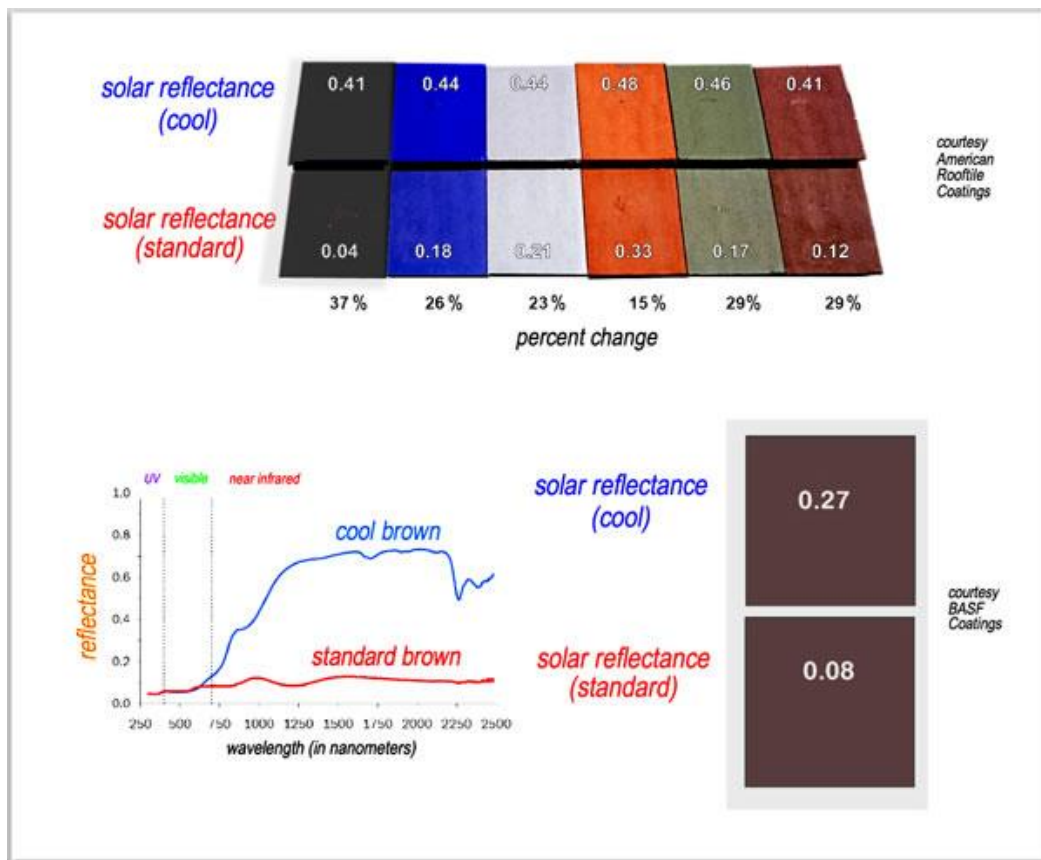 solar reflectance
(cool)
0.41 0.44 0.44 0.48 0.46 0.41
courtesy
American
Rooftile
Coatings
solar reflectance
(standard)
0.04 0.18 0.21 0.33 0.17 0.12
37 % 26 % 23 % 15 % 29 % 29 %
percent change
UV visible near infrared
1.0
0.8
0.6
0.4
0.2
0.0
reflectance
cool brown
standard brown
250 500 750 1000 1250 1500 1750 2000 2250 2500
wavelength (in nanometers)
solar reflectance
(cool)
0.27
solar reflectance
(standard)
0.08
courtesy
BASF
Coatings